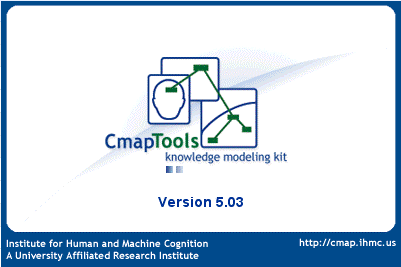 CmapTools
knowledge modeling kit
Version 5.03
Institute for Human and Machine Cognition
A University Affiliated Research Institute
http://cmap.ihmc.us